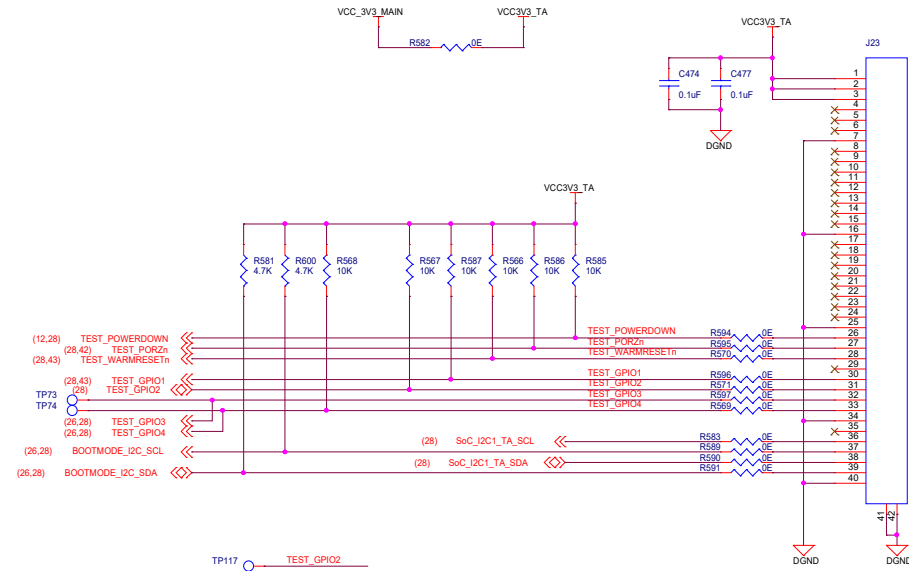 VCC_3V3_MAIN VCC3V3_TA
R582 0E
VCC3V3_TA
J23
C474 C477
0.1uF 0.1uF
DGND
1
2
3
4
5
6
7
8
9
10
11
12
13
14
15
16
17
18
19
20
21
22
23
24
25
26
27
28
29
30
31
32
33
34
35
36
37
38
39
40
41
42
VCC3V3_TA
R581 R600 R568 R567 R587 R566 R586 R585
4.7K 4.7K 10K 10K 10K 10K 10K 10K
(12,28) TEST_POWERDOWN TEST_POWERDOWN R594 0E
(28,42) TEST_PORZn TEST_PORZn R595 0E
(28,43) TEST_WARMRESETn TEST_WARMRESETn R570 0E
(28,43) TEST_GPIO1 TEST_GPIO1 R596 0E
(28) TEST_GPIO2 TEST_GPIO2 R571 0E
TP73 TEST_GPIO3 R597 0E
TP74 TEST_GPIO4 R569 0E
(26,28) TEST_GPIO3
(26,28) TEST_GPIO4
(28) SoC_I2C1_TA_SCL R583 0E
(26,28) BOOTMODE_I2C_SCL R589 0E
(28) SoC_I2C1_TA_SDA R590 0E
(26,28) BOOTMODE_I2C_SDA R591 0E
DGND DGND
TP117 TEST_GPIO2